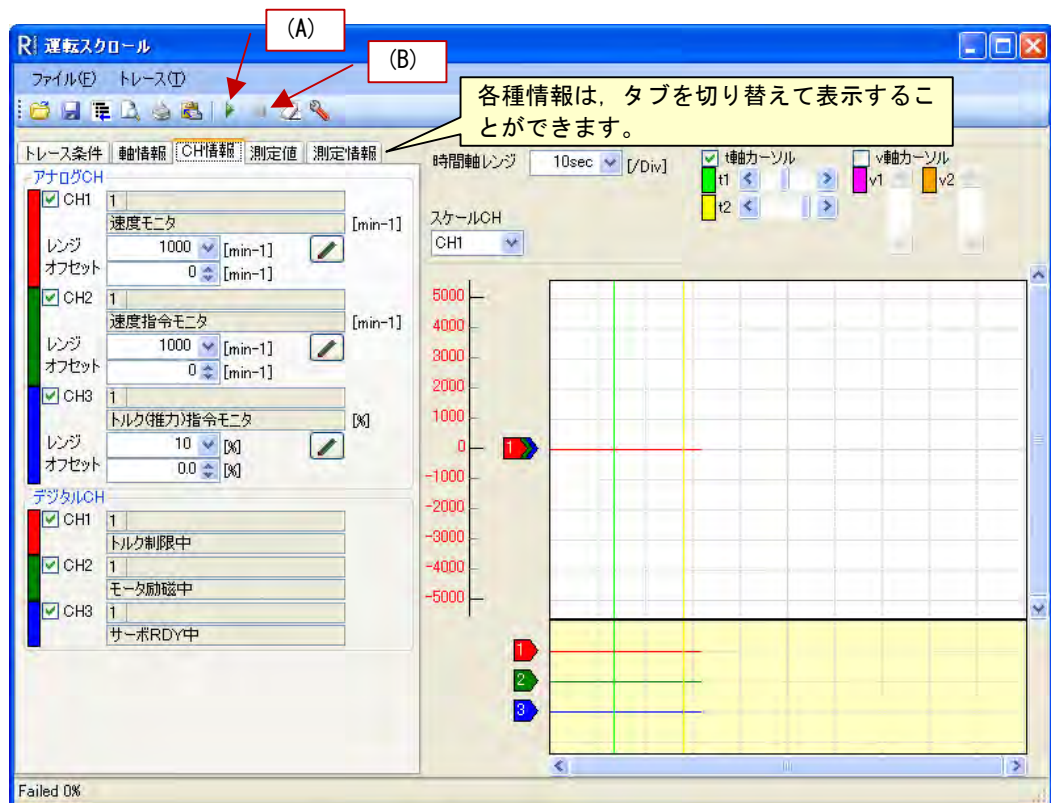 (A)
(B)
R 運転スクロール
ファイル(F) トレース(T)
各種情報は，タブを切り替えて表示するこ
とができます。
トレース条件 軸情報 CH情報 測定値 測定情報
アナログCH
CH1 1
速度モニタ [min-1]
レンジ 1000 [min-1]
オフセット 0 [min-1]
CH2 1
速度指令モニタ [min-1]
レンジ 1000 [min-1]
オフセット 0 [min-1]
CH3 1
トルク(推力)指令モニタ [%]
レンジ 10 [%]
オフセット 0.0 [%]
デジタルCH
CH1 1
トルク制限中
CH2 1
モータ励磁中
CH3 1
サーボRDY中
時間軸レンジ 10sec [/Div]
t軸カーソル
t1
t2
v軸カーソル
v1 v2
スケールCH
CH1
5000
4000
3000
2000
1000
0
-1000
-2000
-3000
-4000
-5000
1
1
2
3
Failed 0%